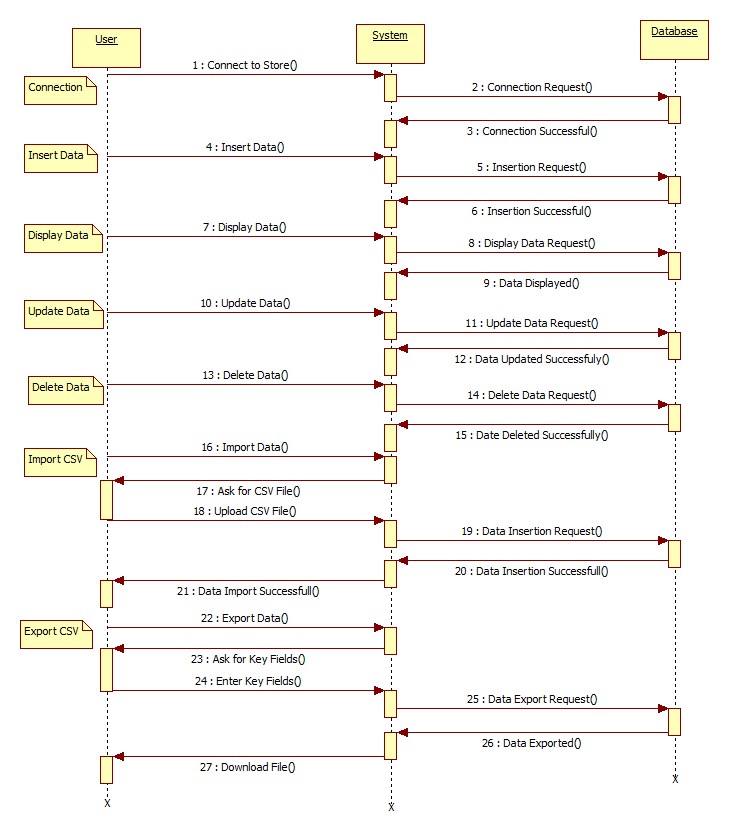 User
System
Database
1 : Connect to Store()
Connection
2 : Connection Request()
3 : Connection Successful()
4 : Insert Data()
Insert Data
5 : Insertion Request()
6 : Insertion Successful()
7 : Display Data()
Display Data
8 : Display Data Request()
9 : Data Displayed()
10 : Update Data()
Update Data
11 : Update Data Request()
12 : Data Updated Successfuly()
13 : Delete Data()
Delete Data
14 : Delete Data Request()
15 : Date Deleted Successfully()
16 : Import Data()
Import CSV
17 : Ask for CSV File()
18 : Upload CSV File()
19 : Data Insertion Request()
20 : Data Insertion Successfull()
21 : Data Import Successfull()
22 : Export Data()
Export CSV
23 : Ask for Key Fields()
24 : Enter Key Fields()
25 : Data Export Request()
26 : Data Exported()
27 : Download File()
X
X
X